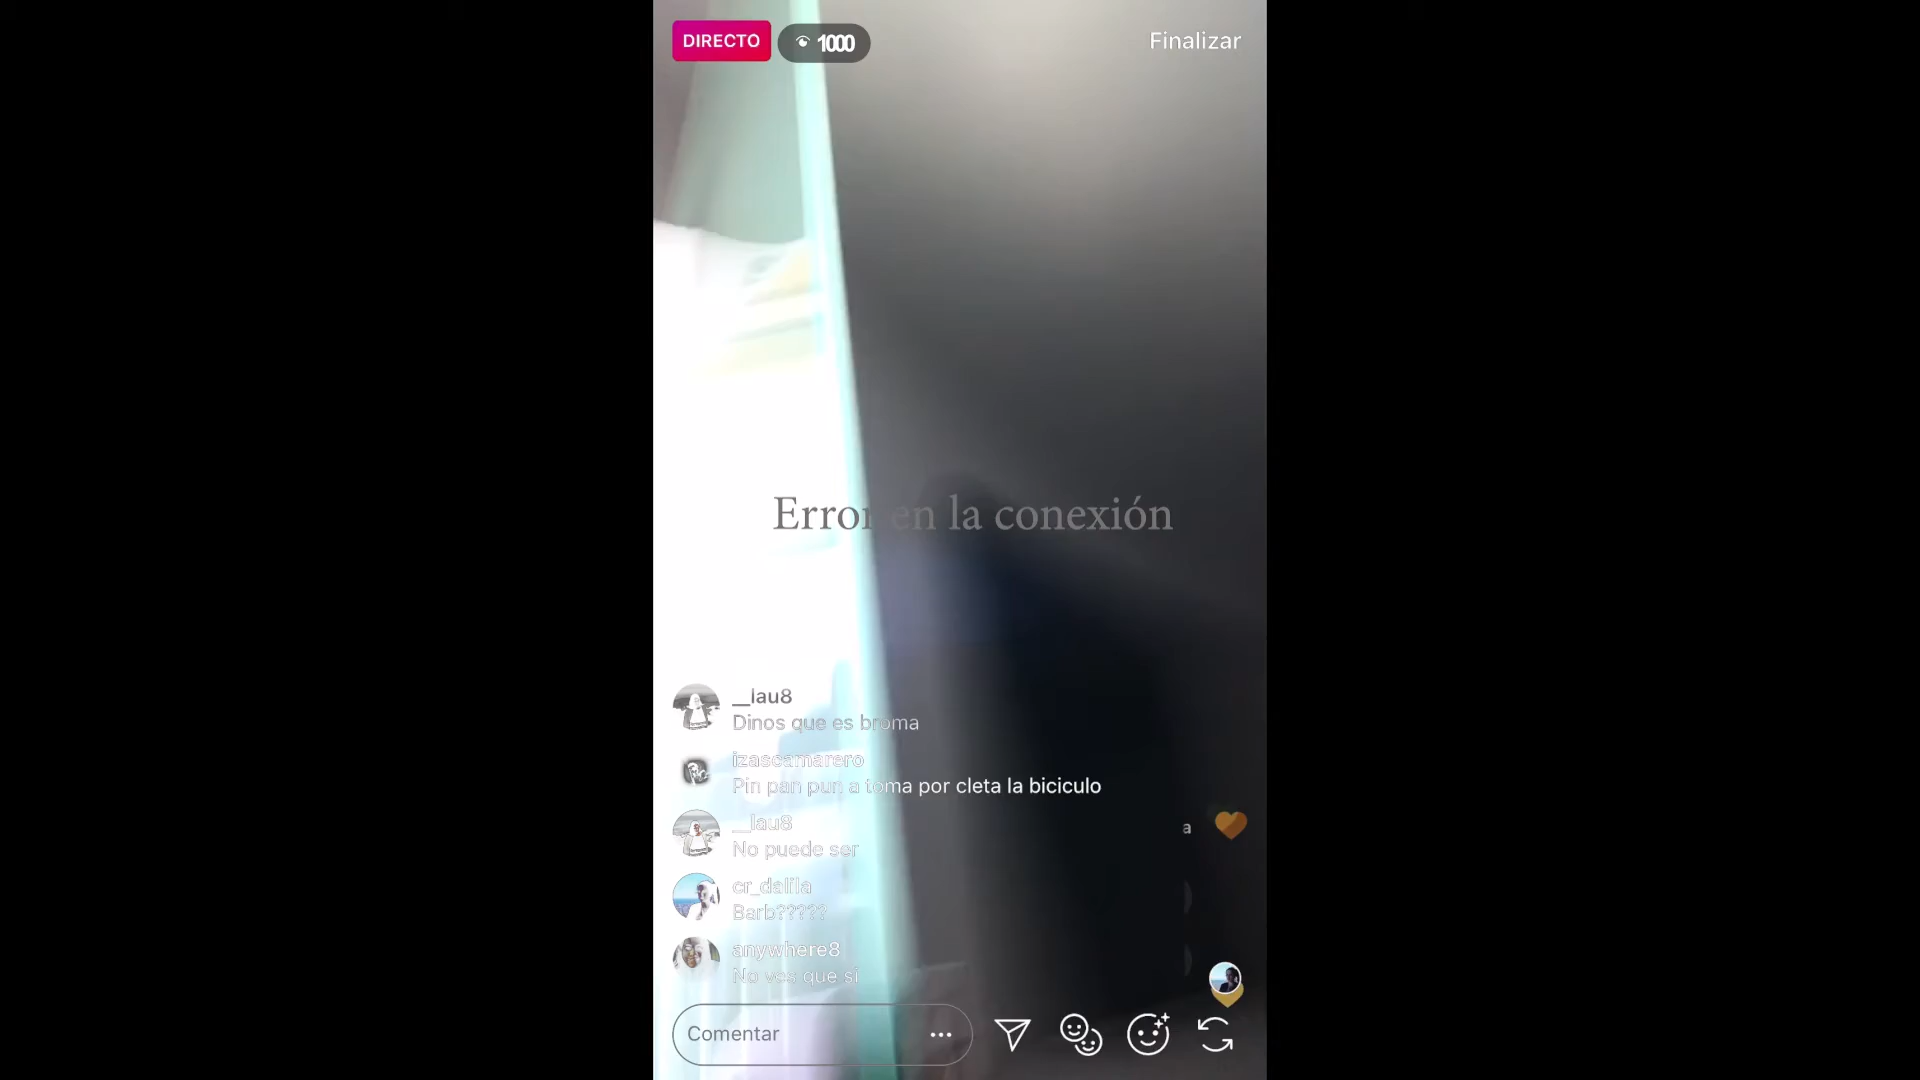 DIRECTO
1000
Finalizar
Error en la conexión
__lau8
Dinos que es broma
izascamarero
Pin pan pun a toma por cleta la biciculo
a
__lau8
No puede ser
cr_dalila
Barb?????
anywhere8
No ves que sí
Comentar